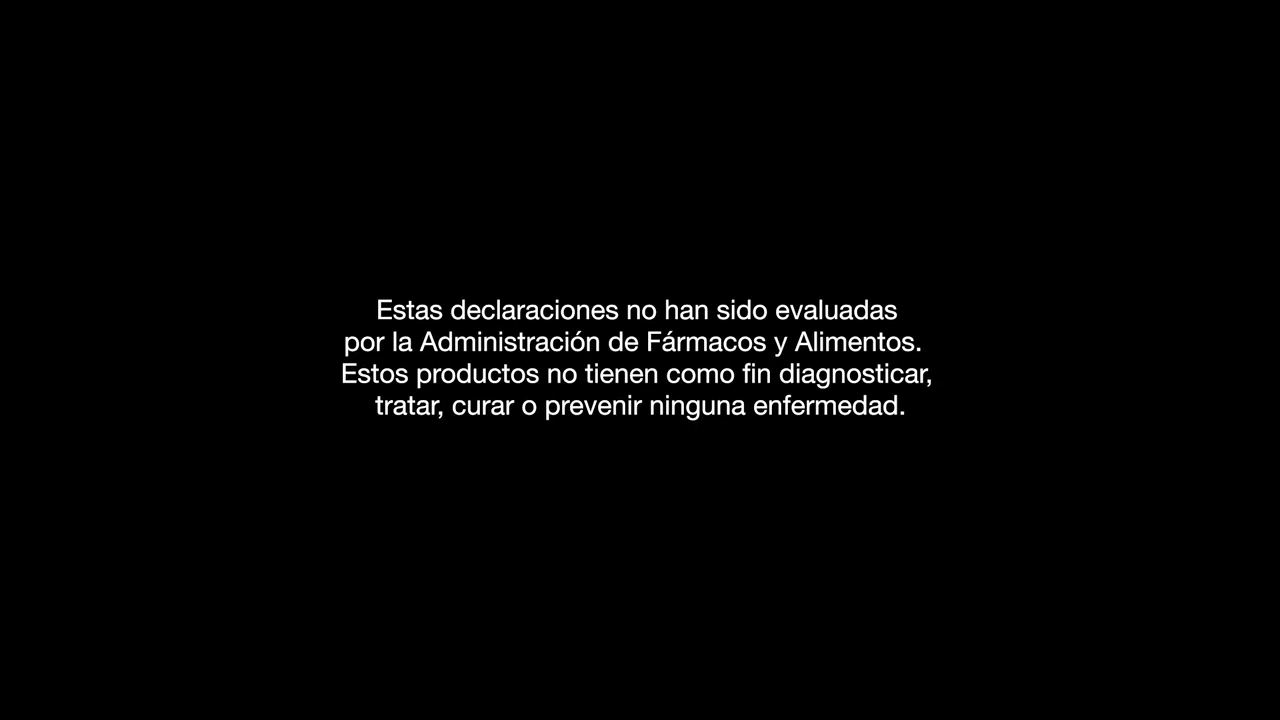 Estas declaraciones no han sido evaluadas
por la Administración de Fármacos y Alimentos.
Estos productos no tienen como fin diagnosticar,
tratar, curar o prevenir ninguna enfermedad.